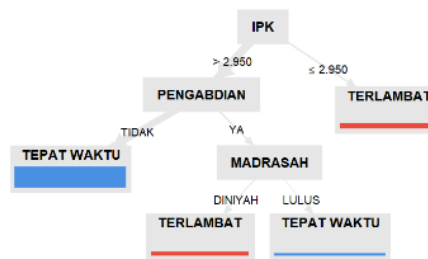 IPK
> 2.950
≤ 2.950
PENGABDIAN
TERLAMBAT
TIDAK
YA
TEPAT WAKTU
MADRASAH
DINIYAH
LULUS
TERLAMBAT
TEPAT WAKTU